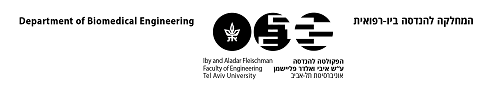 Department of Biomedical Engineering
המחלקה להנדסה ביו-רפואית
Iby and Aladar Fleischman
Faculty of Engineering
Tel Aviv University
הפקולטה להנדסה
ע"ש איבי ואלדר פליישמן
אוניברסיטת תל-אביב